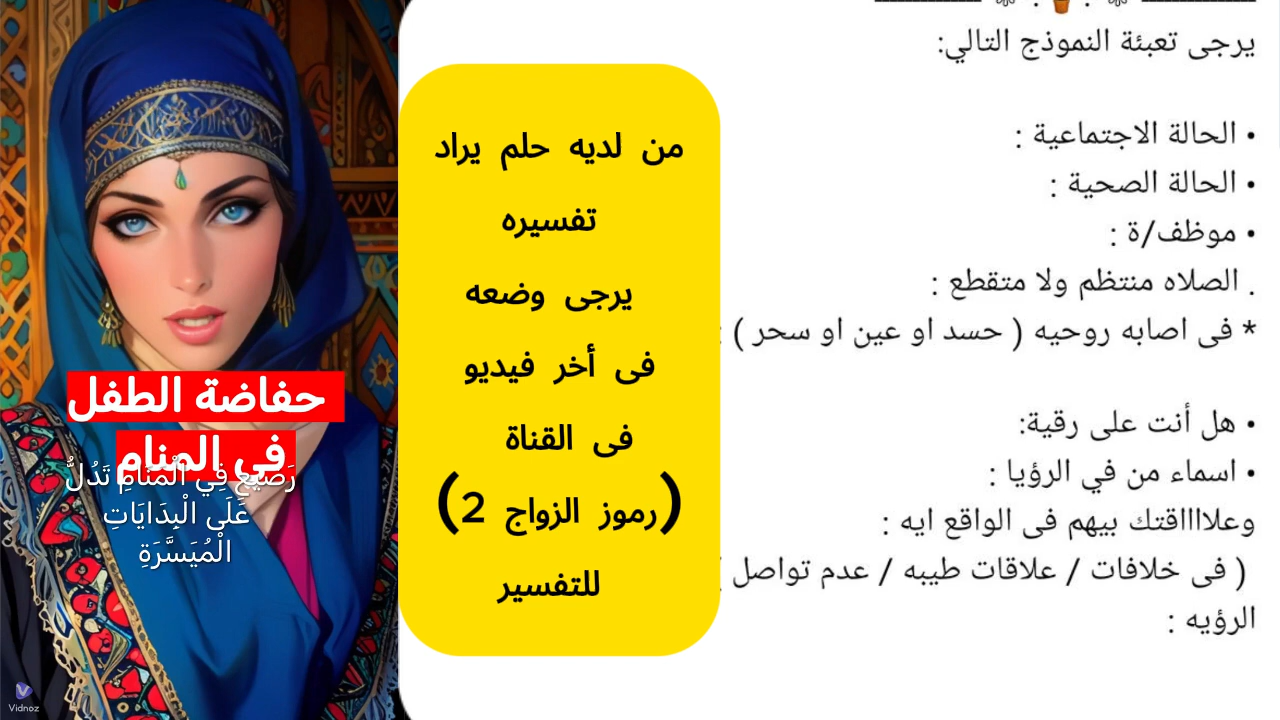 يرجى تعبئة النموذج التالي:
• الحالة الاجتماعية :
• الحالة الصحية :
• موظف/ة :
. الصلاه منتظم ولا متقطع :
* فى اصابه روحيه ( حسد او عين او سحر ) :
• هل أنت على رقية:
• اسماء من في الرؤيا :
وعلااااقتك بيهم فى الواقع ايه :
( فى خلافات / علاقات طيبه / عدم تواصل )
الرؤيه :
من لديه حلم يراد
تفسيره
يرجى وضعه
فى أخر فيديو
فى القناة
(رموز الزواج 2)
للتفسير
حفاضة الطفل
في المنام
رَضِيعٍ فِي الْمَنَامِ تَدُلُّ
عَلَى الْبِدَايَاتِ
الْمُيَسَّرَةِ
Vidnoz